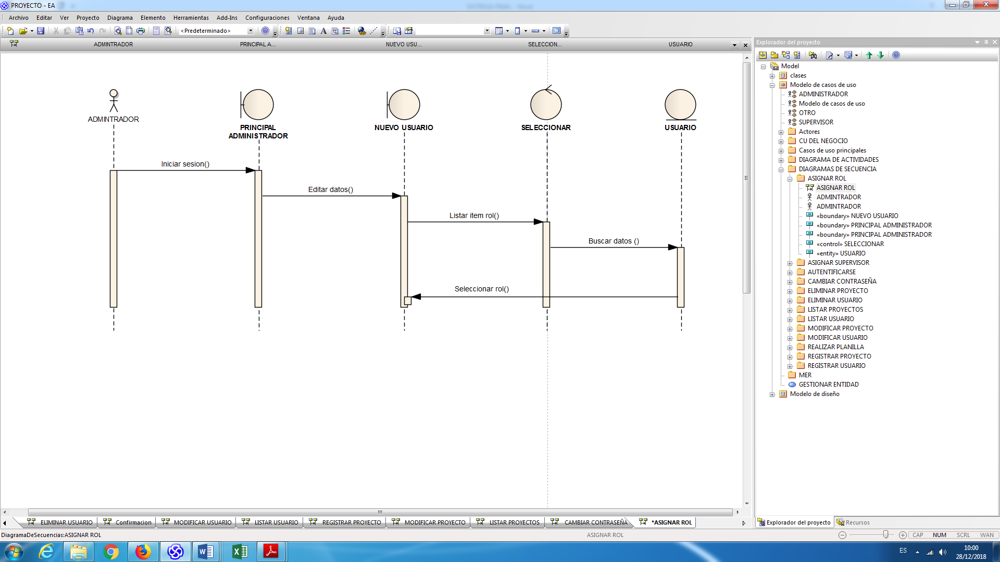 PROYECTO - EA
Archivo Editar Ver Proyecto Diagrama Elemento Herramientas Add-Ins Configuraciones Ventana Ayuda
<Predeterminado>
ADMINTRADOR PRINCIPAL A... NUEVO USU... SELECCION... USUARIO
ADMINTRADOR
PRINCIPAL
ADMINISTRADOR
NUEVO USUARIO
SELECCIONAR
USUARIO
Iniciar sesion()
Editar datos()
Listar item rol()
Buscar datos ()
Seleccionar rol()
Explorador del proyecto
Model
clases
Modelo de casos de uso
ADMINISTRADOR
Modelo de casos de uso
OTRO
SUPERVISOR
Actores
CU DEL NEGOCIO
Casos de uso principales
DIAGRAMA DE ACTIVIDADES
DIAGRAMAS DE SECUENCIA
ASIGNAR ROL
ASIGNAR ROL
ADMINTRADOR
ADMINTRADOR
«boundary» NUEVO USUARIO
«boundary» PRINCIPAL ADMINISTRADOR
«boundary» PRINCIPAL ADMINISTRADOR
«control» SELECCIONAR
«entity» USUARIO
ASIGNAR SUPERVISOR
AUTENTIFICARSE
CAMBIAR CONTRASEÑA
ELIMINAR PROYECTO
ELIMINAR USUARIO
LISTAR PROYECTOS
LISTAR USUARIO
MODIFICAR PROYECTO
MODIFICAR USUARIO
REALIZAR PLANILLA
REGISTRAR PROYECTO
REGISTRAR USUARIO
MER
GESTIONAR ENTIDAD
Modelo de diseño
ELIMINAR USUARIO Confirmacion MODIFICAR USUARIO LISTAR USUARIO REGISTRAR PROYECTO MODIFICAR PROYECTO LISTAR PROYECTOS CAMBIAR CONTRASEÑA *ASIGNAR ROL
Explorador del proyecto Recursos
DiagramaDeSecuencias:ASIGNAR ROL ASIGNAR ROL CAP NUM SCRL WAN
ES
10:00
28/12/2018